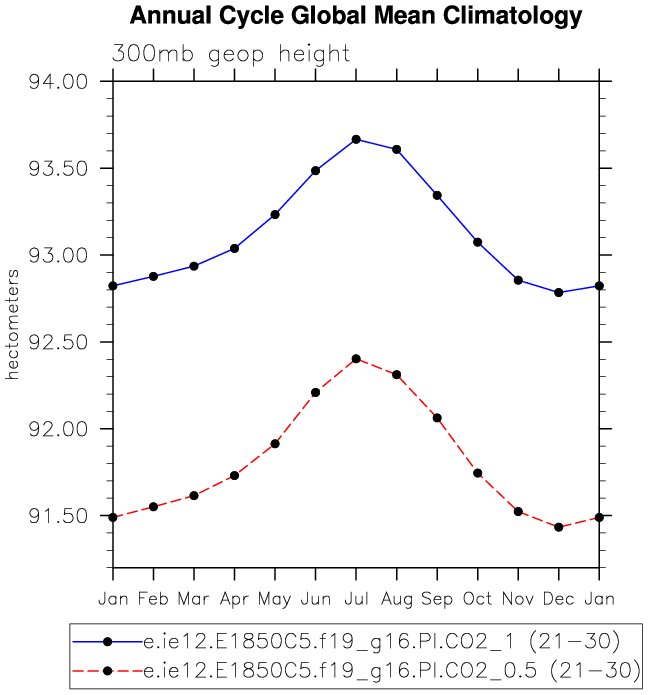 Annual Cycle Global Mean Climatology
300mb geop height
94.00
93.50
93.00
92.50
92.00
91.50
hectometers
Jan Feb Mar Apr May Jun Jul Aug Sep Oct Nov Dec Jan
e.ie12.E1850C5.f19_g16.PI.CO2_1 (21-30)
e.ie12.E1850C5.f19_g16.PI.CO2_0.5 (21-30)